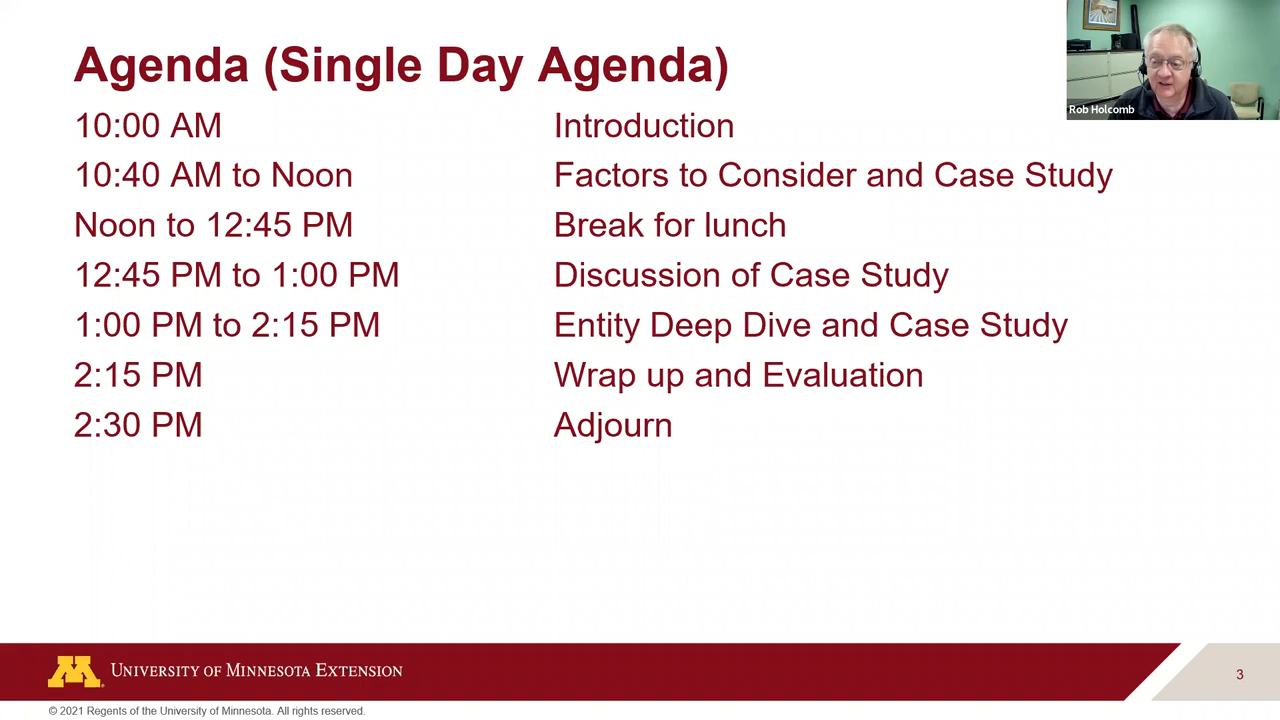 Agenda (Single Day Agenda)
10:00 AM Introduction
10:40 AM to Noon Factors to Consider and Case Study
Noon to 12:45 PM Break for lunch
12:45 PM to 1:00 PM Discussion of Case Study
1:00 PM to 2:15 PM Entity Deep Dive and Case Study
2:15 PM Wrap up and Evaluation
2:30 PM Adjourn
Rob Holcomb
M UNIVERSITY OF MINNESOTA EXTENSION
3
© 2021 Regents of the University of Minnesota. All rights reserved.